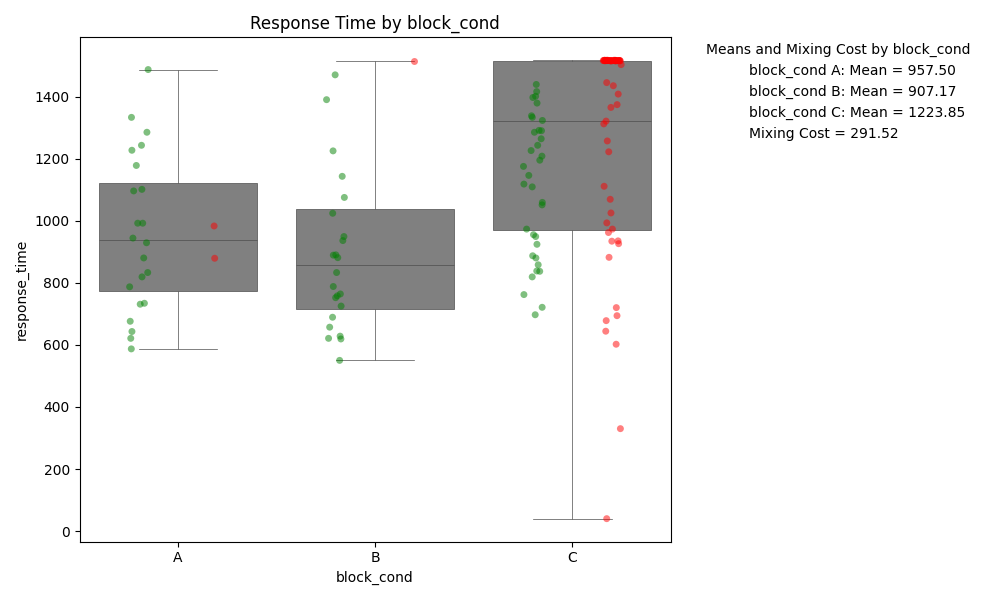 Response Time by block_cond
Means and Mixing Cost by block_cond
block_cond A: Mean = 957.50
block_cond B: Mean = 907.17
block_cond C: Mean = 1223.85
Mixing Cost = 291.52
response_time
1400
1200
1000
800
600
400
200
0
A B C
block_cond